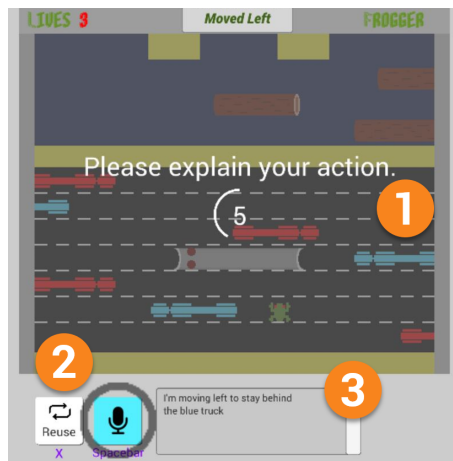 LIVES 3
Moved Left
FROGGER
Please explain your action.
1
5
2
3
I'm moving left to stay behind
the blue truck
Reuse
X
Spacebar